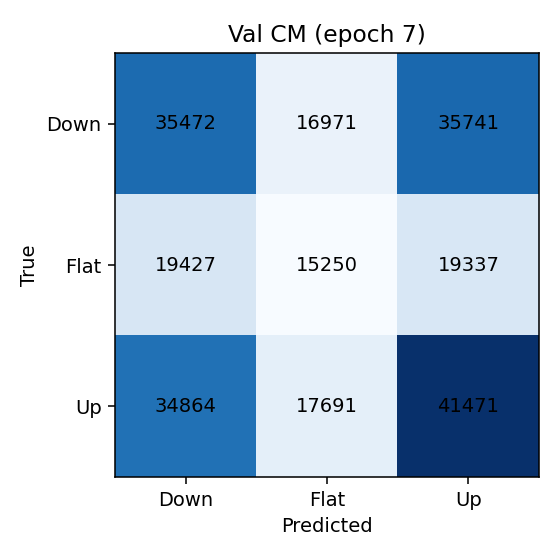 Val CM (epoch 7)
True
Down 35472 16971 35741
Flat 19427 15250 19337
Up 34864 17691 41471
Down Flat Up
Predicted